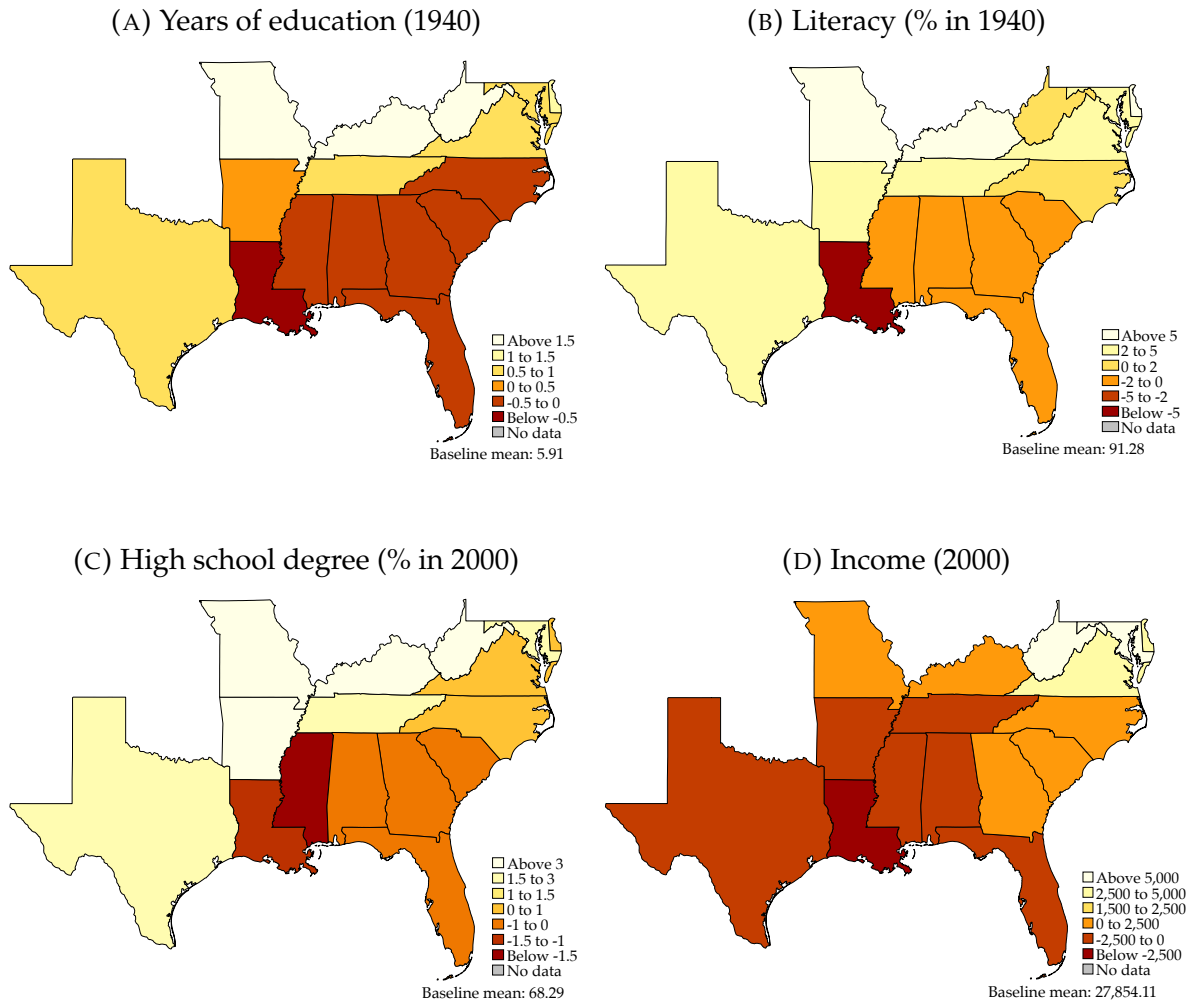 (A) Years of education (1940)
Above 1.5
1 to 1.5
0.5 to 1
0 to 0.5
-0.5 to 0
Below -0.5
No data
Baseline mean: 5.91
(B) Literacy (% in 1940)
Above 5
2 to 5
0 to 2
-2 to 0
-5 to -2
Below -5
No data
Baseline mean: 91.28
(C) High school degree (% in 2000)
Above 3
1.5 to 3
1 to 1.5
0 to 1
-1 to 0
-1.5 to -1
Below -1.5
No data
Baseline mean: 68.29
(D) Income (2000)
Above 5,000
2,500 to 5,000
1,500 to 2,500
0 to 2,500
-2,500 to 0
Below -2,500
No data
Baseline mean: 27,854.11